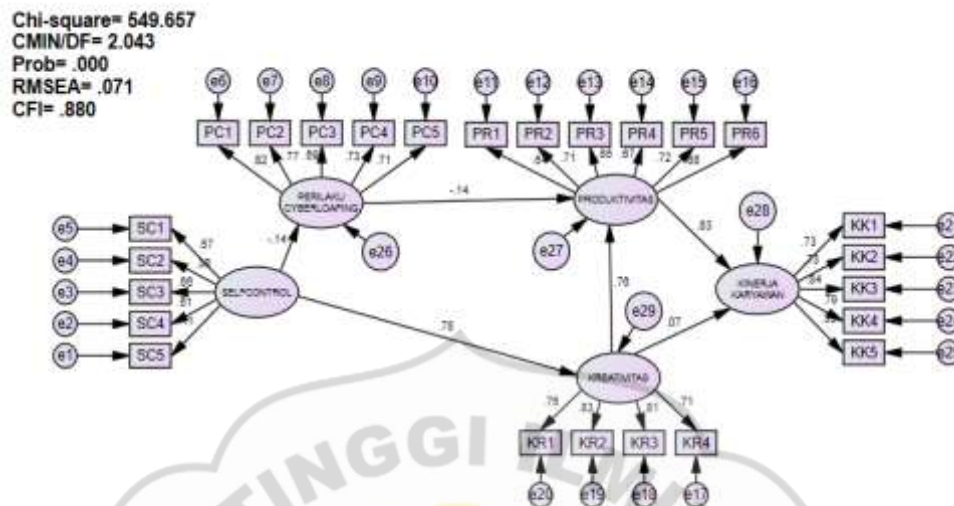 Chi-square= 549.657
CMIN/DF= 2.043
Prob= .000
RMSEA= .071
CFI= .880
e6 e7 e8 e9 e10 e11 e12 e13 e14 e15 e16
PC1 PC2 PC3 PC4 PC5 PR1 PR2 PR3 PR4 PR5 PR6
.82 .77 .73 .71 .71 .72
PERILAKU
CYBERLOAFING
-.14
PRODUKTIVITAS
e26 e27 e28
e5 SC1
e4 SC2
e3 SC3
e2 SC4
e1 SC5
-.14
SELFCONTROL
.83
KINERJA
KARYAWAN
.73
KK1
KK2
KK3
KK4
KK5
.84
.79
.76
e29
.78
.07
KREATIVITAS
.76 .83 .81 .71
KR1 KR2 KR3 KR4
e20 e19 e18 e17
TINGGI ILM